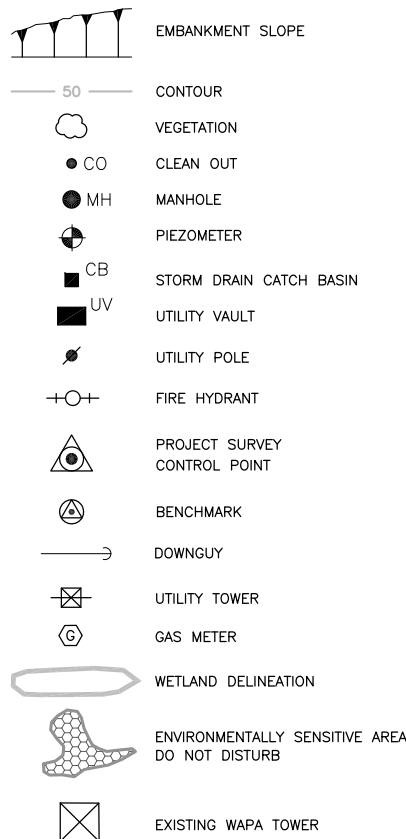 EMBANKMENT SLOPE
50 CONTOUR
VEGETATION
CO CLEAN OUT
MH MANHOLE
PIEZOMETER
CB STORM DRAIN CATCH BASIN
UV UTILITY VAULT
UTILITY POLE
FIRE HYDRANT
PROJECT SURVEY
CONTROL POINT
BENCHMARK
DOWNGUY
UTILITY TOWER
G GAS METER
WETLAND DELINEATION
ENVIRONMENTALLY SENSITIVE AREA
DO NOT DISTURB
EXISTING WAPA TOWER